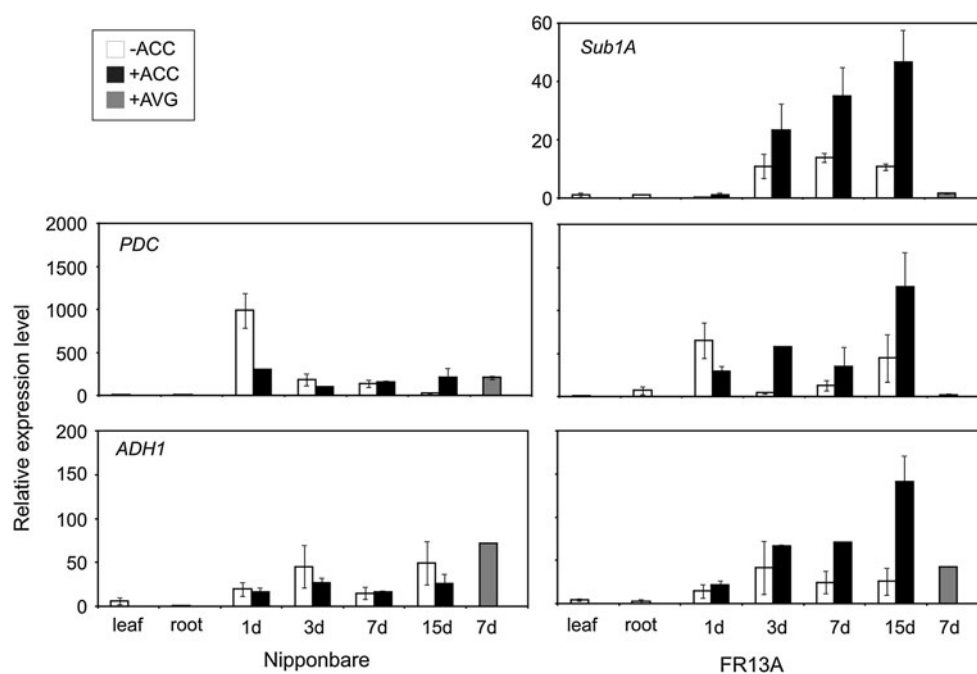 -ACC
+ACC
+AVG
Sub1A
60
40
20
0
Relative expression level
PDC
2000
1500
1000
500
0
ADH1
200
150
100
50
0
leaf root 1d 3d 7d 15d 7d
Nipponbare
leaf root 1d 3d 7d 15d 7d
FR13A